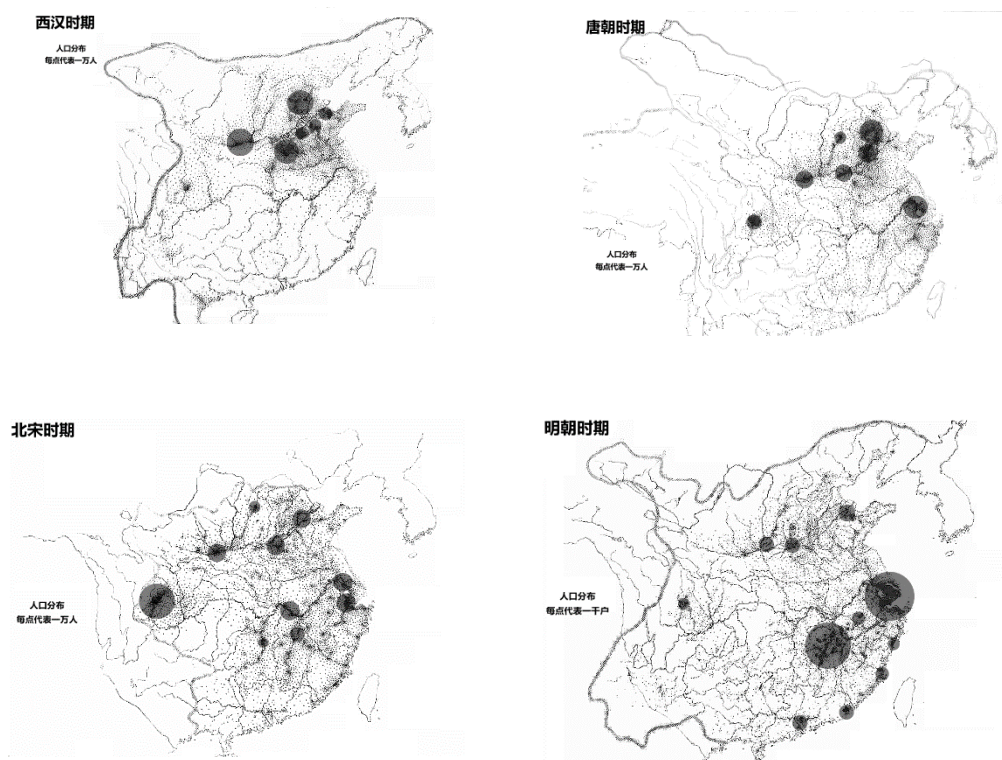 西汉时期
人口分布
每点代表一万人
唐朝时期
人口分布
每点代表一万人
北宋时期
人口分布
每点代表一万人
明朝时期
人口分布
每点代表一千户